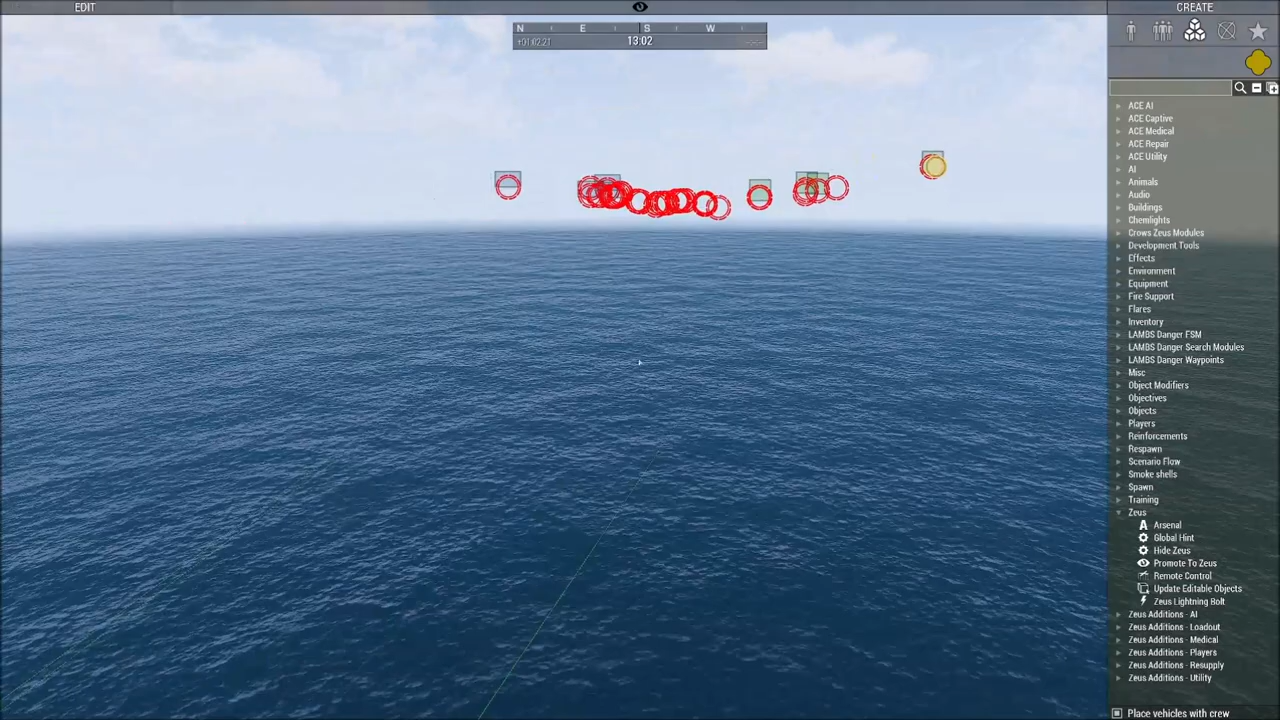 EDIT
CREATE
N E S W
+01:02:21 13:02 --:--
ACE AI
ACE Captive
ACE Medical
ACE Repair
ACE Utility
AI
Animals
Audio
Buildings
Chemlights
Crows Zeus Modules
Development Tools
Effects
Environment
Equipment
Fire Support
Flares
Inventory
LAMBS Danger FSM
LAMBS Danger Search Modules
LAMBS Danger Waypoints
Misc
Object Modifiers
Objectives
Objects
Players
Reinforcements
Respawn
Scenario Flow
Smoke shells
Spawn
Training
Zeus
Arsenal
Global Hint
Hide Zeus
Promote To Zeus
Remote Control
Update Editable Objects
Zeus Lightning Bolt
Zeus Additions - AI
Zeus Additions - Loadout
Zeus Additions - Medical
Zeus Additions - Players
Zeus Additions - Resupply
Zeus Additions - Utility
Place vehicles with crew